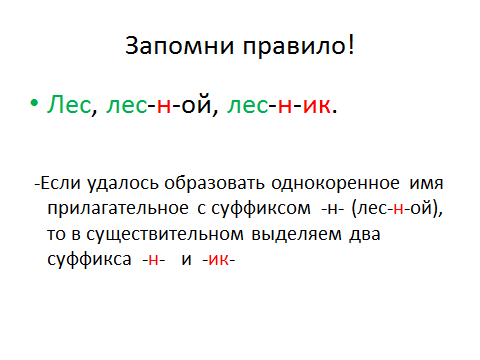 Запомни правило!
• Лес, лес-н-ой, лес-н-ик.
-Если удалось образовать однокоренное имя
прилагательное с суффиксом -н- (лес-н-ой),
то в существительном выделяем два
суффикса -н- и -ик-